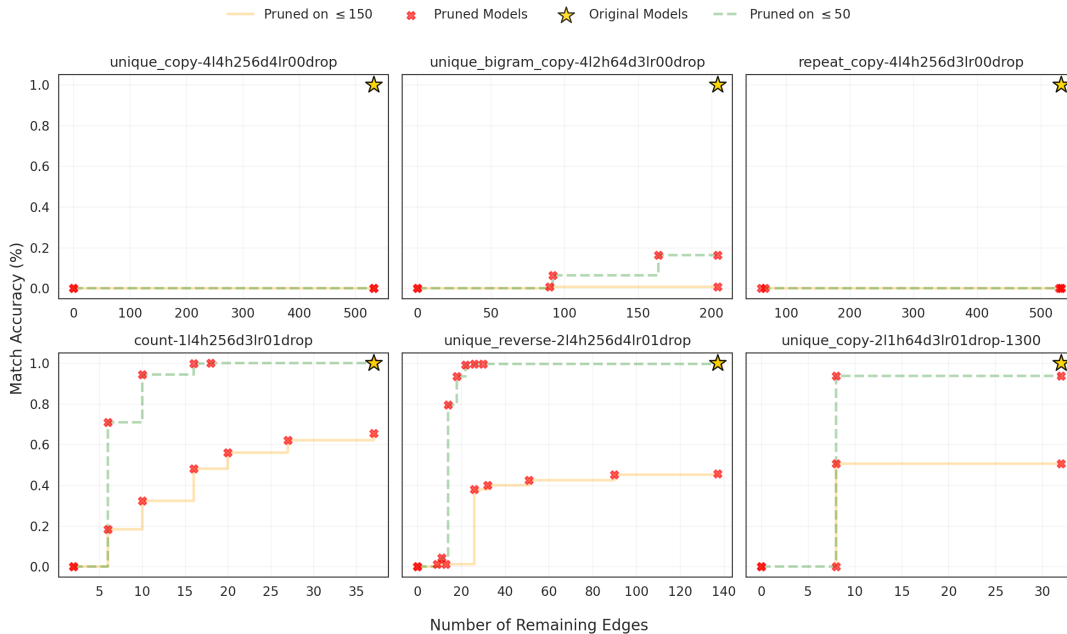 Pruned on ≤150 Pruned Models Original Models Pruned on ≤50
unique_copy-4l4h256d4lr00drop unique_bigram_copy-4l2h64d3lr00drop repeat_copy-4l4h256d3lr00drop
1.0
0.8
0.6
0.4
0.2
0.0
0 100 200 300 400 500 0 50 100 150 200 100 200 300 400 500
Match Accuracy (%)
count-1l4h256d3lr01drop unique_reverse-2l4h256d4lr01drop unique_copy-2l1h64d3lr01drop-1300
1.0
0.8
0.6
0.4
0.2
0.0
5 10 15 20 25 30 35 0 20 40 60 80 100 120 140 0 5 10 15 20 25 30
Number of Remaining Edges